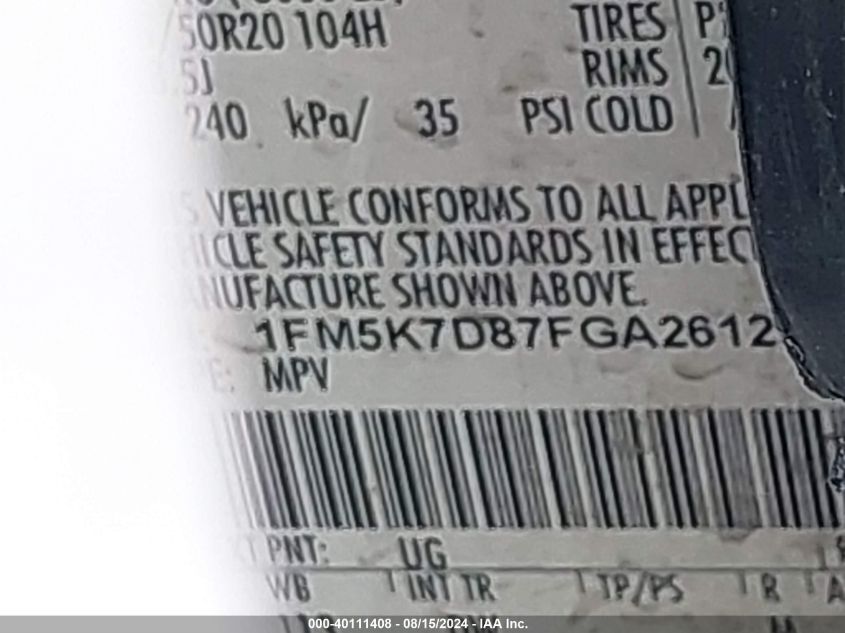 50R20 104H TIRES
5J RIMS
240 kPa/ 35 PSI COLD
VEHICLE CONFORMS TO ALL APPL
ICLE SAFETY STANDARDS IN EFFEC
NUFACTURE SHOWN ABOVE.
1FM5K7D87FGA2612
MPV
PNT: UG
WB INT TR TP/PS R A
000-40111408 - 08/15/2024 - IAA Inc.